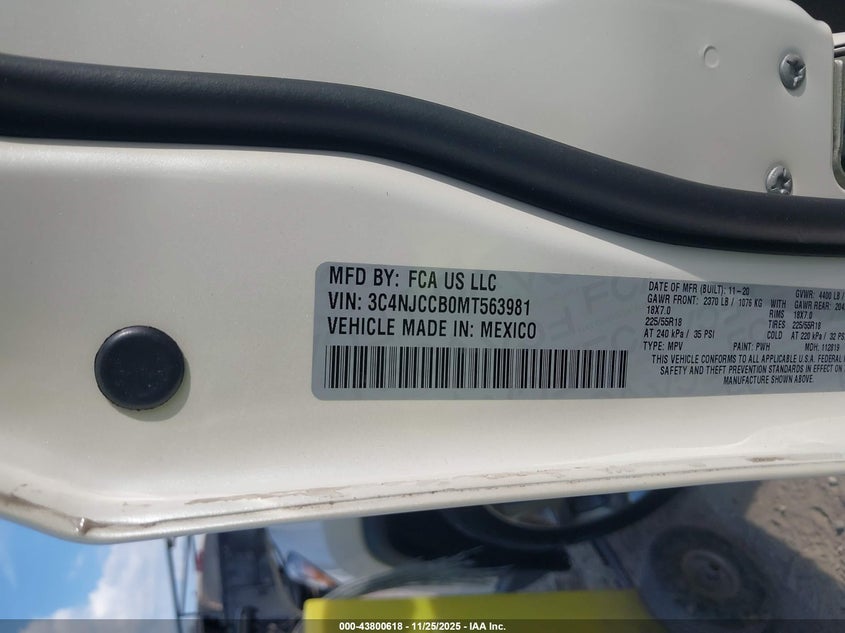 MFD BY: FCA US LLC
VIN: 3C4NJCCB0MT563981
VEHICLE MADE IN: MEXICO
DATE OF MFR (BUILT): 11-20 GVWR: 4400 LB /
GAWR FRONT: 2370 LB / 1076 KG WITH GAWR REAR: 204
18X7.0 RIMS 18X7.0
225/55R18 TIRES 225/55R18
AT 240 kPa / 35 PSI COLD AT 220 kPa / 32 PS
TYPE: MPV PAINT: PWH MDH: 112819
THIS VEHICLE CONFORMS TO ALL APPLICABLE U.S.A. FEDERAL
SAFETY AND THEFT PREVENTION STANDARDS IN EFFECT ON
MANUFACTURE SHOWN ABOVE.
000-43800618 - 11/25/2025 - IAA Inc.